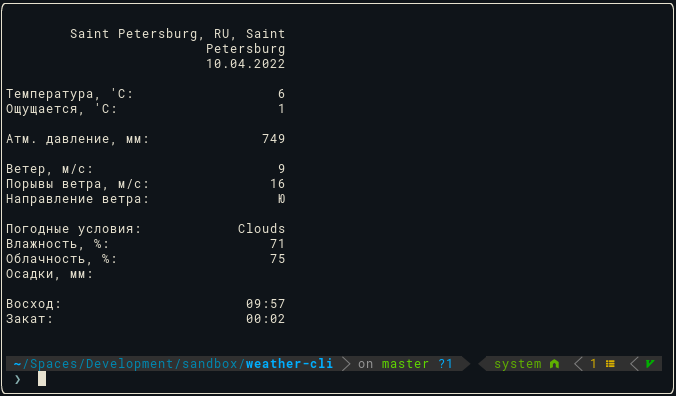 Saint Petersburg, RU, Saint
Petersburg
10.04.2022
Температура, 'C: 6
Ощущается, 'C: 1
Атм. давление, мм: 749
Ветер, м/с: 9
Порывы ветра, м/с: 16
Направление ветра: Ю
Погодные условия: Clouds
Влажность, %: 71
Облачность, %: 75
Осадки, мм:
Восход: 09:57
Закат: 00:02
~/Spaces/Development/sandbox/weather-cli on master ?1 system 1
❯